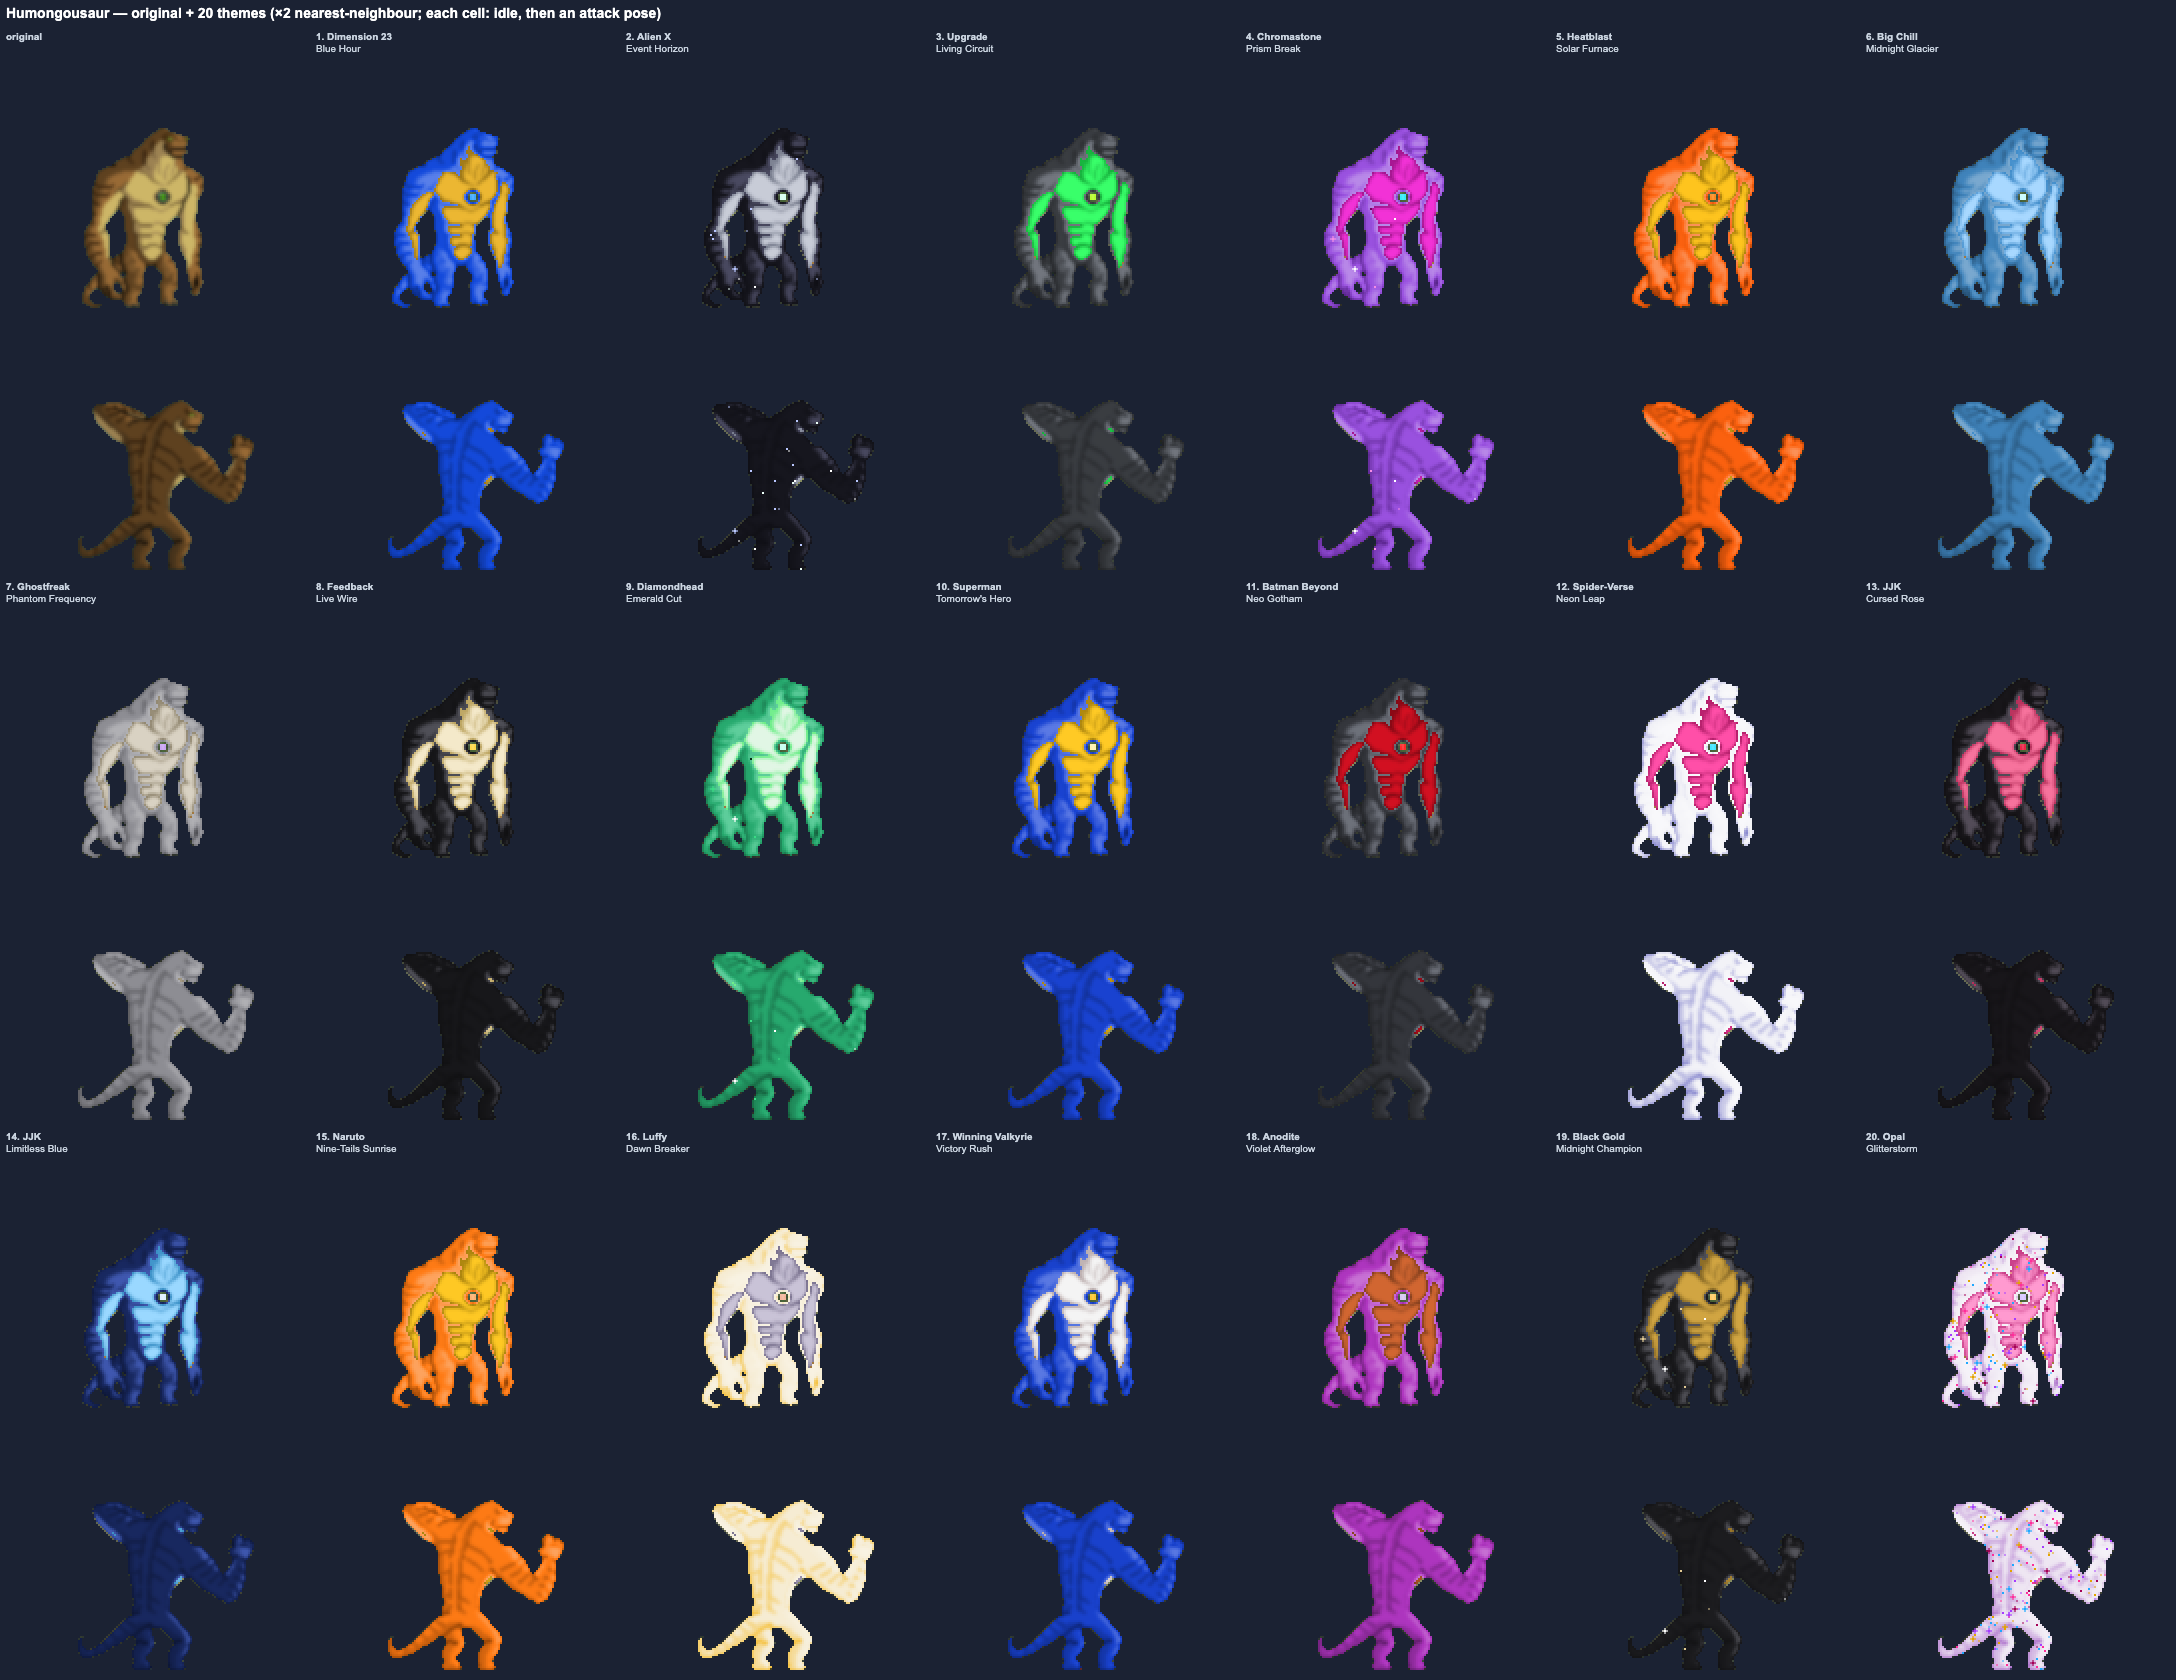 Humongousaur — original + 20 themes (×2 nearest-neighbour; each cell: idle, then an attack pose)
original
1. Dimension 23
Blue Hour
2. Alien X
Event Horizon
3. Upgrade
Living Circuit
4. Chromastone
Prism Break
5. Heatblast
Solar Furnace
6. Big Chill
Midnight Glacier
7. Ghostfreak
Phantom Frequency
8. Feedback
Live Wire
9. Diamondhead
Emerald Cut
10. Superman
Tomorrow's Hero
11. Batman Beyond
Neo Gotham
12. Spider-Verse
Neon Leap
13. JJK
Cursed Rose
14. JJK
Limitless Blue
15. Naruto
Nine-Tails Sunrise
16. Luffy
Dawn Breaker
17. Winning Valkyrie
Victory Rush
18. Anodite
Violet Afterglow
19. Black Gold
Midnight Champion
20. Opal
Glitterstorm